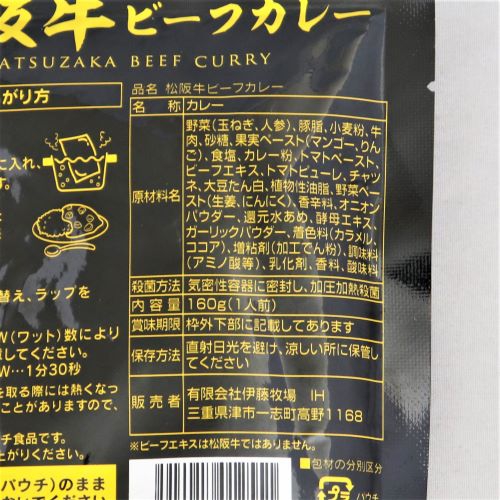 阪牛ビーフカレー
ATSUZAKA BEEF CURRY
がり方
に入れ、
す。
替え、ラップを
W(ワット)数により
してください。
W…1分30秒
を取る際には熱くなっ
ことがありますので、
チ食品です。
上がりください。
パウチ)のまま
品名 松阪牛ビーフカレー
名 称 カレー
原材料名
野菜(玉ねぎ、人参)、豚脂、小麦粉、牛
肉、砂糖、果実ペースト(マンゴー、りん
ご)、食塩、カレー粉、トマトペースト、
ビーフエキス、トマトピューレ、チャツ
ネ、大豆たん白、植物性油脂、野菜ペー
スト(生姜、にんにく)、香辛料、オニオン
パウダー、還元水あめ、酵母エキス、
ガーリックパウダー、着色料(カラメル、
ココア)、増粘剤(加工でん粉)、調味料
(アミノ酸等)、乳化剤、香料、酸味料
殺菌方法 気密性容器に密封し、加圧加熱殺菌
内 容 量 160g(1人前)
賞味期限 枠外下部に記載してあります
保存方法 直射日光を避け、涼しい所に保管し
てください
販 売 者 有限会社伊藤牧場 IH
三重県津市一志町高野1168
※ビーフエキスは松阪牛ではありません。
■包材の分別区分
パウチ